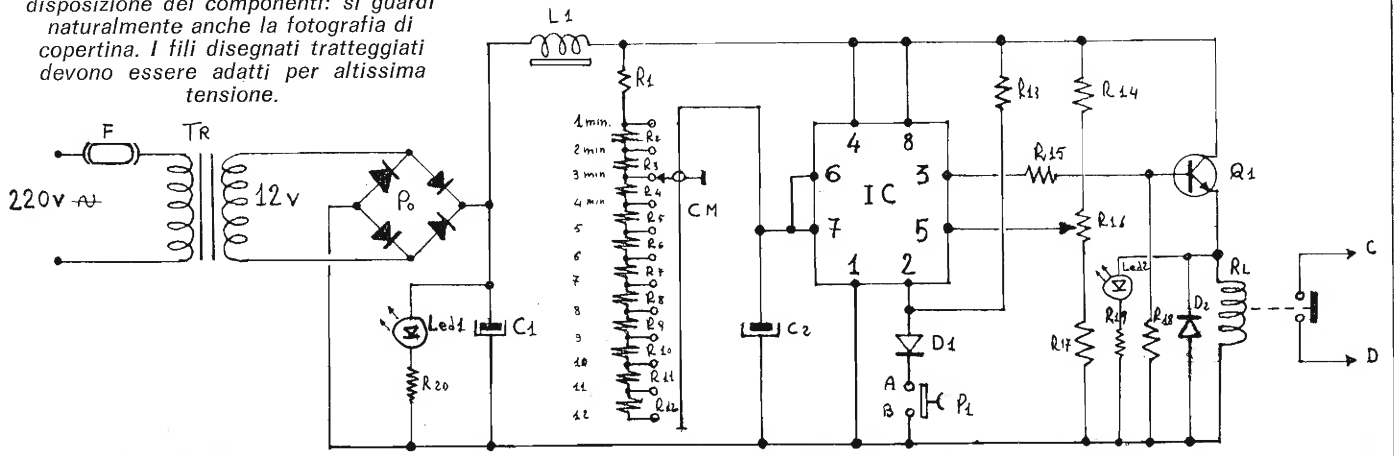 disposizione dei componenti: si guardi
naturalmente anche la fotografia di
copertina. I fili disegnati tratteggiati
devono essere adatti per altissima
tensione.
L1
F
TR
220v
12v
Po
Led1
R20
C1
R1
1 min.
R2
2 min
R3
3 min
R4
4 min
R5
5
R6
6
R7
7
R8
8
R9
9
R10
10
R11
11
R12
12
CM
C2
4
8
6
IC
3
7
5
1
2
D1
A
B
P1
R13
R14
R15
R16
R17
Led2
R19
R18
D2
Q1
RL
C
D